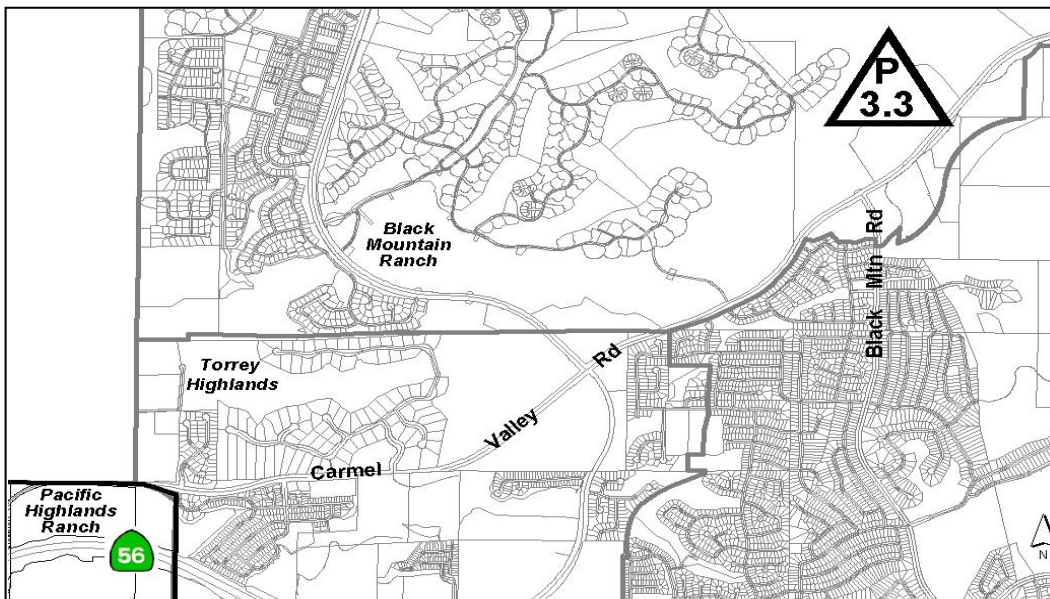 P
3.3
Black
Mountain
Ranch
Black Mtn Rd
Torrey
Highlands
Carmel Valley Rd
Pacific
Highlands
Ranch
56
N